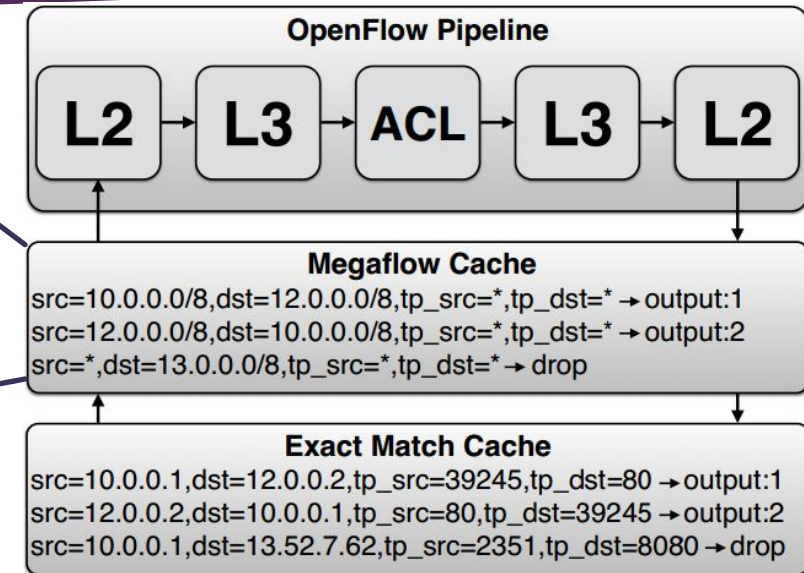 OpenFlow Pipeline
L2 → L3 → ACL → L3 → L2
Megaflow Cache
src=10.0.0.0/8,dst=12.0.0.0/8,tp_src=*,tp_dst=* → output:1
src=12.0.0.0/8,dst=10.0.0.0/8,tp_src=*,tp_dst=* → output:2
src=*,dst=13.0.0.0/8,tp_src=*,tp_dst=* → drop
Exact Match Cache
src=10.0.0.1,dst=12.0.0.2,tp_src=39245,tp_dst=80 → output:1
src=12.0.0.2,dst=10.0.0.1,tp_src=80,tp_dst=39245 → output:2
src=10.0.0.1,dst=13.52.7.62,tp_src=2351,tp_dst=8080 → drop